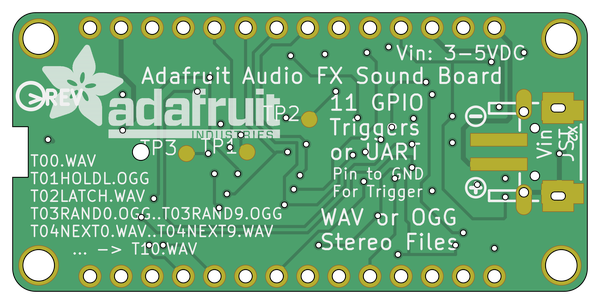 Vin: 3-5VDC
Adafruit Audio FX Sound Board
REV
adafruit
INDUSTRIES
TP2
TP3
TP1
11 GPIO
Triggers
or UART
Pin to GND
For Trigger
WAV or OGG
Stereo Files
T00.WAV
T01HOLDL.OGG
T02LATCH.WAV
T03RAND0.OGG..T03RAND9.OGG
T04NEXT0.WAV..T04NEXT9.WAV
... -> T10.WAV
Vin